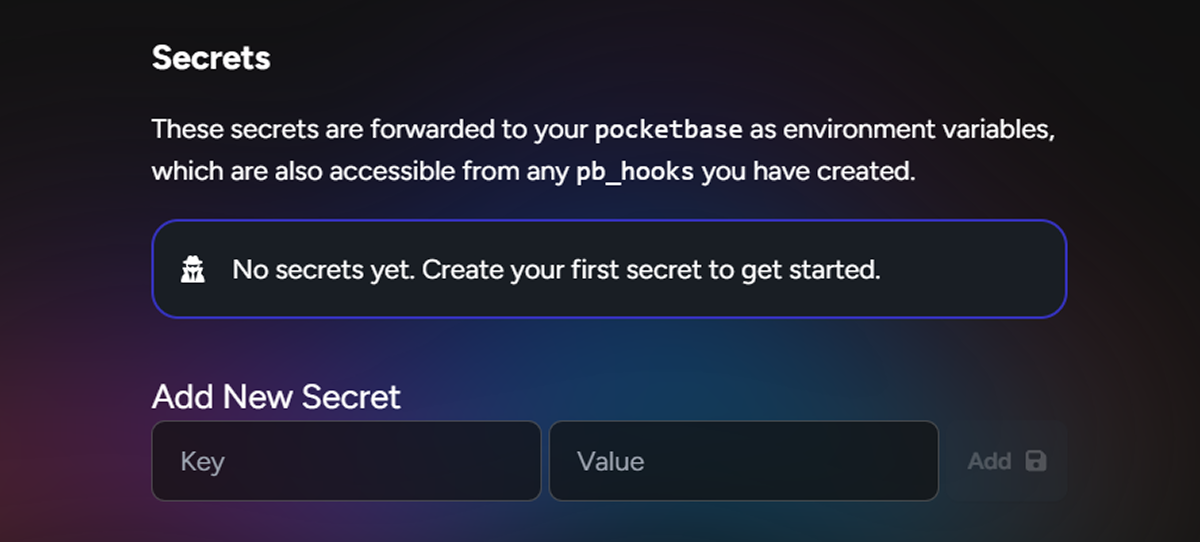 Secrets
These secrets are forwarded to your pocketbase as environment variables,
which are also accessible from any pb_hooks you have created.
No secrets yet. Create your first secret to get started.
Add New Secret
Key Value Add